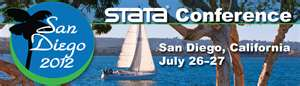 San
Diego
2012
STATA Conference
San Diego, California
July 26-27